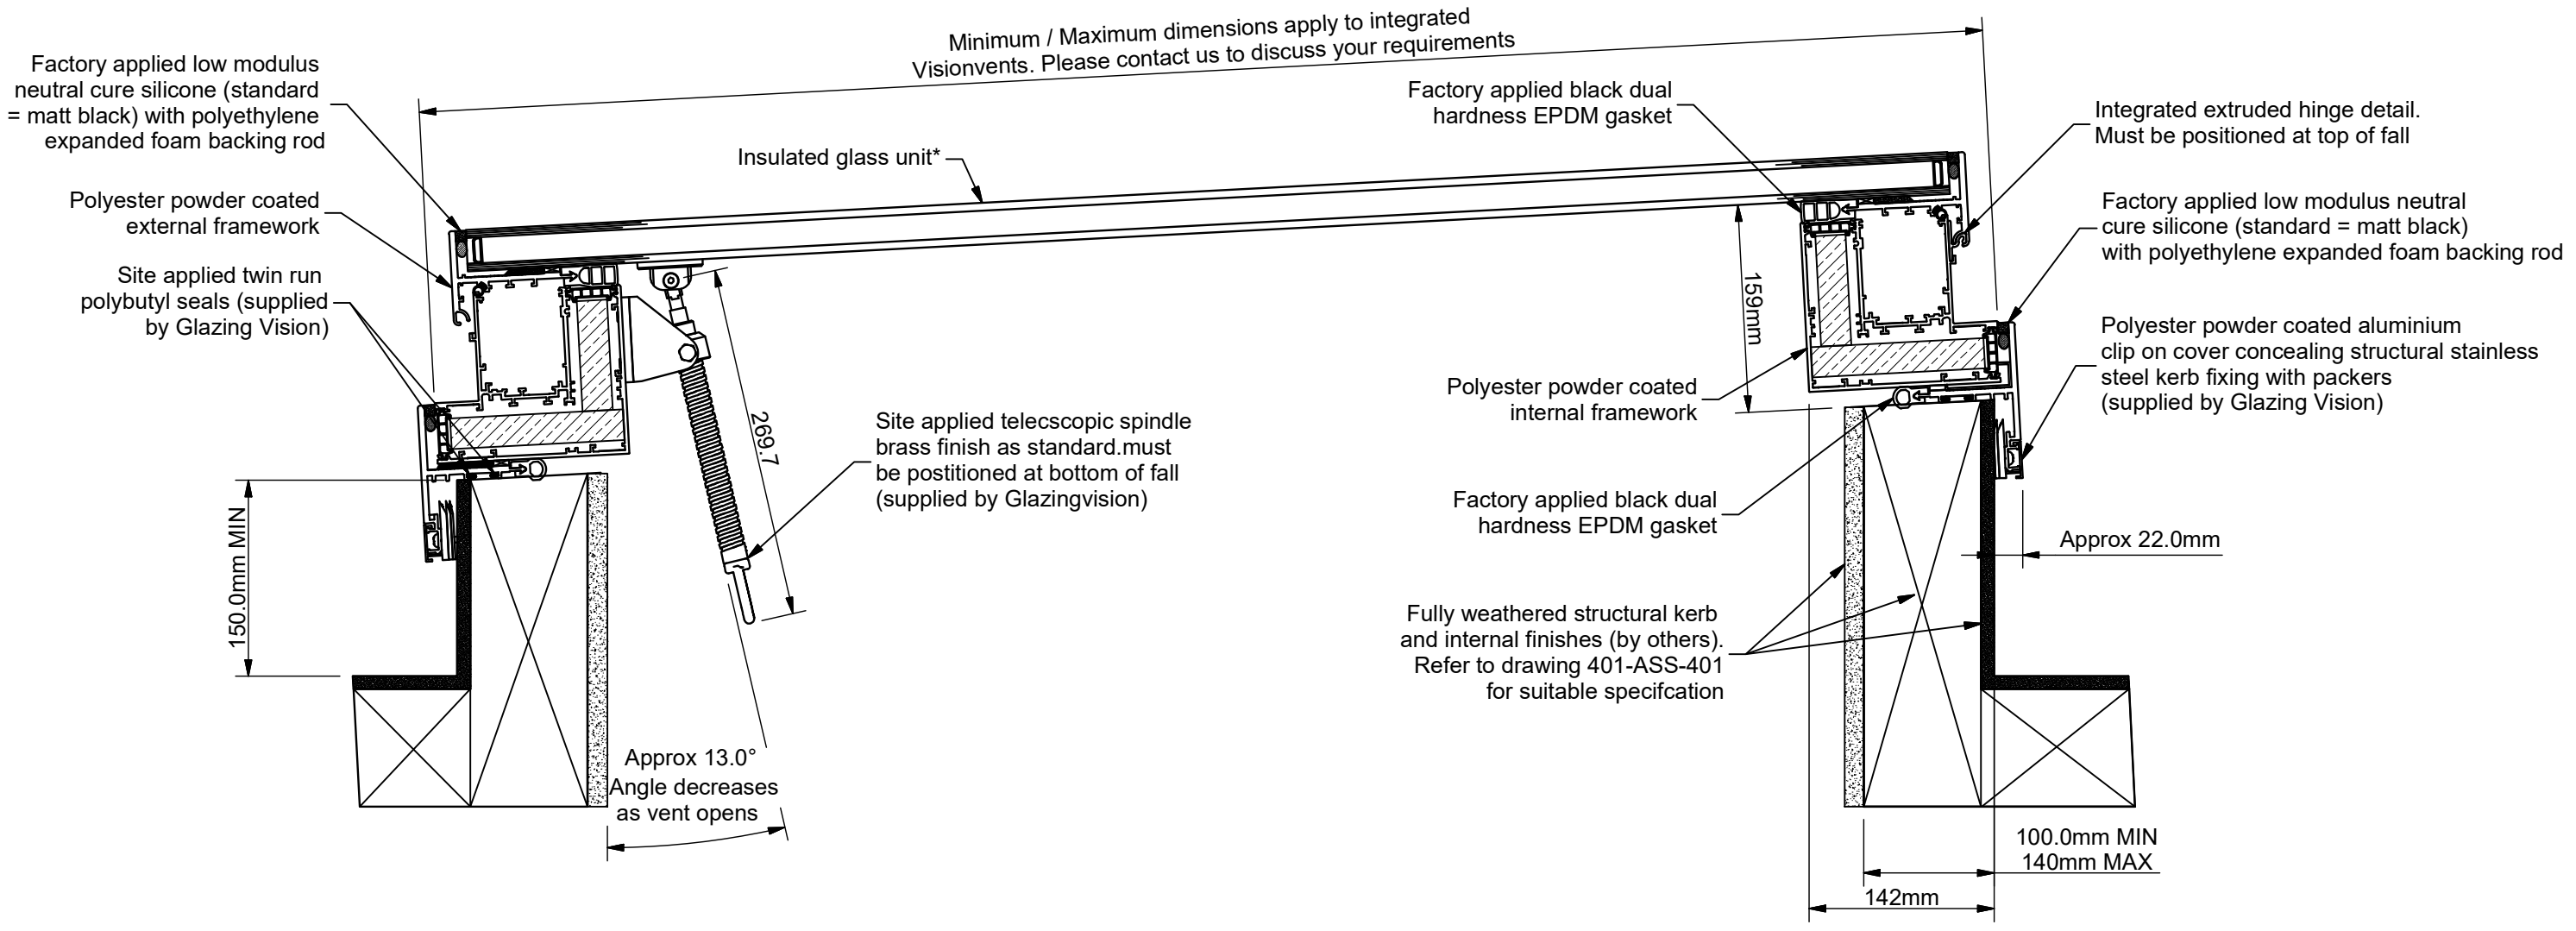 Minimum / Maximum dimensions apply to integrated
Visionvents. Please contact us to discuss your requirements
Factory applied low modulus
neutral cure silicone (standard
= matt black) with polyethylene
expanded foam backing rod
Polyester powder coated
external framework
Site applied twin run
polybutyl seals (supplied
by Glazing Vision)
Insulated glass unit*
Factory applied black dual
hardness EPDM gasket
Integrated extruded hinge detail.
Must be positioned at top of fall
Factory applied low modulus neutral
cure silicone (standard = matt black)
with polyethylene expanded foam backing rod
Polyester powder coated aluminium
clip on cover concealing structural stainless
steel kerb fixing with packers
(supplied by Glazing Vision)
159mm
269.7
Polyester powder coated
internal framework
Site applied telecscopic spindle
brass finish as standard.must
be postitioned at bottom of fall
(supplied by Glazingvision)
Factory applied black dual
hardness EPDM gasket
150.0mm MIN
Approx 22.0mm
Fully weathered structural kerb
and internal finishes (by others).
Refer to drawing 401-ASS-401
for suitable specifcation
Approx 13.0°
Angle decreases
as vent opens
100.0mm MIN
140mm MAX
142mm